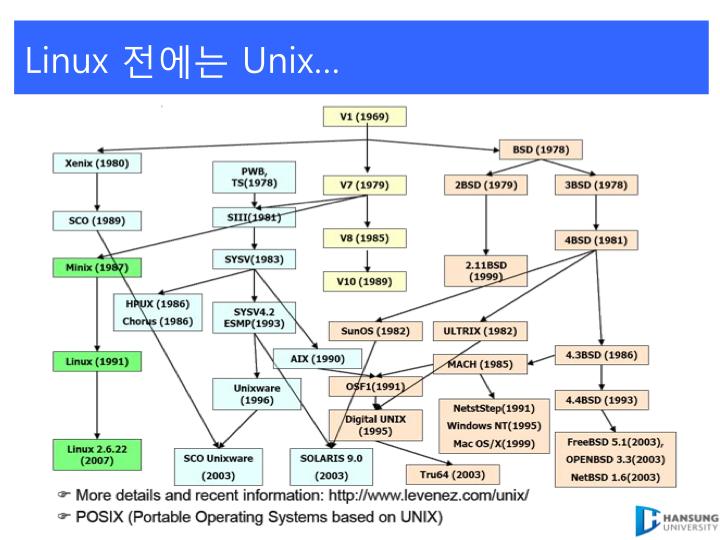 Linux 전에는 Unix...
V1 (1969)
BSD (1978)
Xenix (1980)
PWB,
TS(1978)
V7 (1979)
2BSD (1979)
3BSD (1978)
SCO (1989)
SIII(1981)
V8 (1985)
4BSD (1981)
Minix (1987)
SYSV(1983)
V10 (1989)
2.11BSD
(1999)
HPUX (1986)
Chorus (1986)
SYSV4.2
ESMP(1993)
SunOS (1982)
ULTRIX (1982)
Linux (1991)
AIX (1990)
MACH (1985)
4.3BSD (1986)
Unixware
(1996)
OSF1(1991)
4.4BSD (1993)
Digital UNIX
(1995)
NetstStep(1991)
Windows NT(1995)
Mac OS/X(1999)
Linux 2.6.22
(2007)
SCO Unixware
(2003)
SOLARIS 9.0
(2003)
Tru64 (2003)
FreeBSD 5.1(2003),
OPENBSD 3.3(2003)
NetBSD 1.6(2003)
☞ More details and recent information: http://www.levenez.com/unix/
☞ POSIX (Portable Operating Systems based on UNIX)
HANSUNG
UNIVERSITY